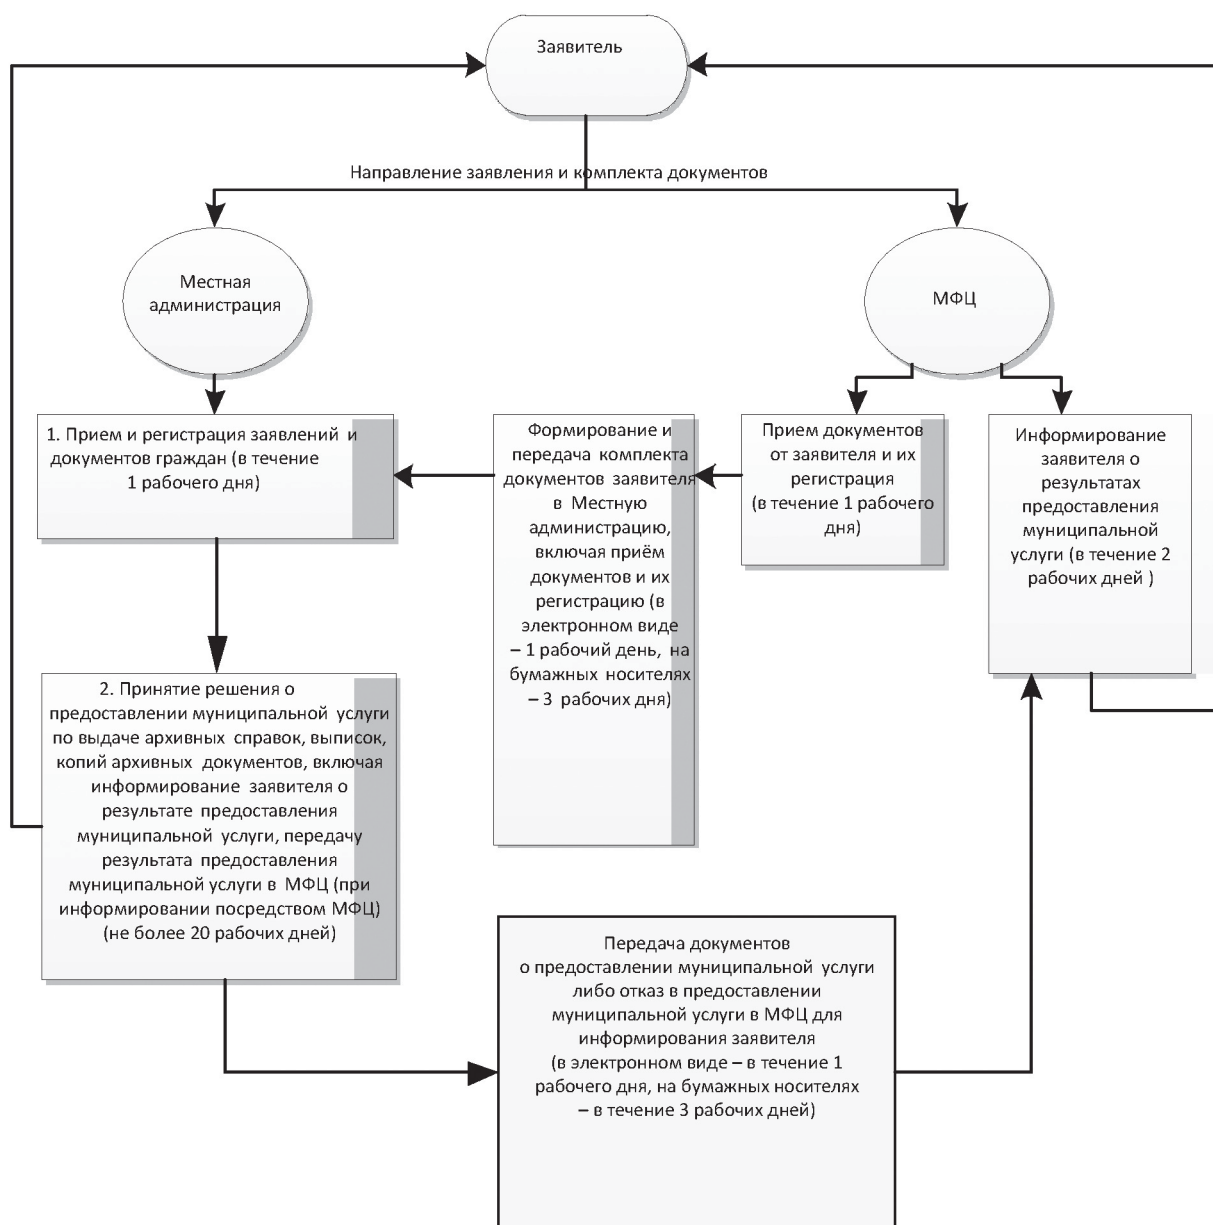 Заявитель
Направление заявления и комплекта документов
Местная
администрация
МФЦ
1. Прием и регистрация заявлений и
документов граждан (в течение
1 рабочего дня)
Формирование и
передача комплекта
документов заявителя
в Местную
администрацию,
включая приём
документов и их
регистрацию (в
электронном виде
– 1 рабочий день, на
бумажных носителях
– 3 рабочих дня)
Прием документов
от заявителя и их
регистрация
(в течение 1 рабочего
дня)
Информирование
заявителя о
результатах
предоставления
муниципальной
услуги (в течение 2
рабочих дней )
2. Принятие решения о
предоставлении муниципальной услуги
по выдаче архивных справок, выписок,
копий архивных документов, включая
информирование заявителя о
результате предоставления
муниципальной услуги, передачу
результата предоставления
муниципальной услуги в МФЦ (при
информировании посредством МФЦ)
(не более 20 рабочих дней)
Передача документов
о предоставлении муниципальной услуги
либо отказ в предоставлении
муниципальной услуги в МФЦ для
информирования заявителя
(в электронном виде – в течение 1
рабочего дня, на бумажных носителях
– в течение 3 рабочих дней)